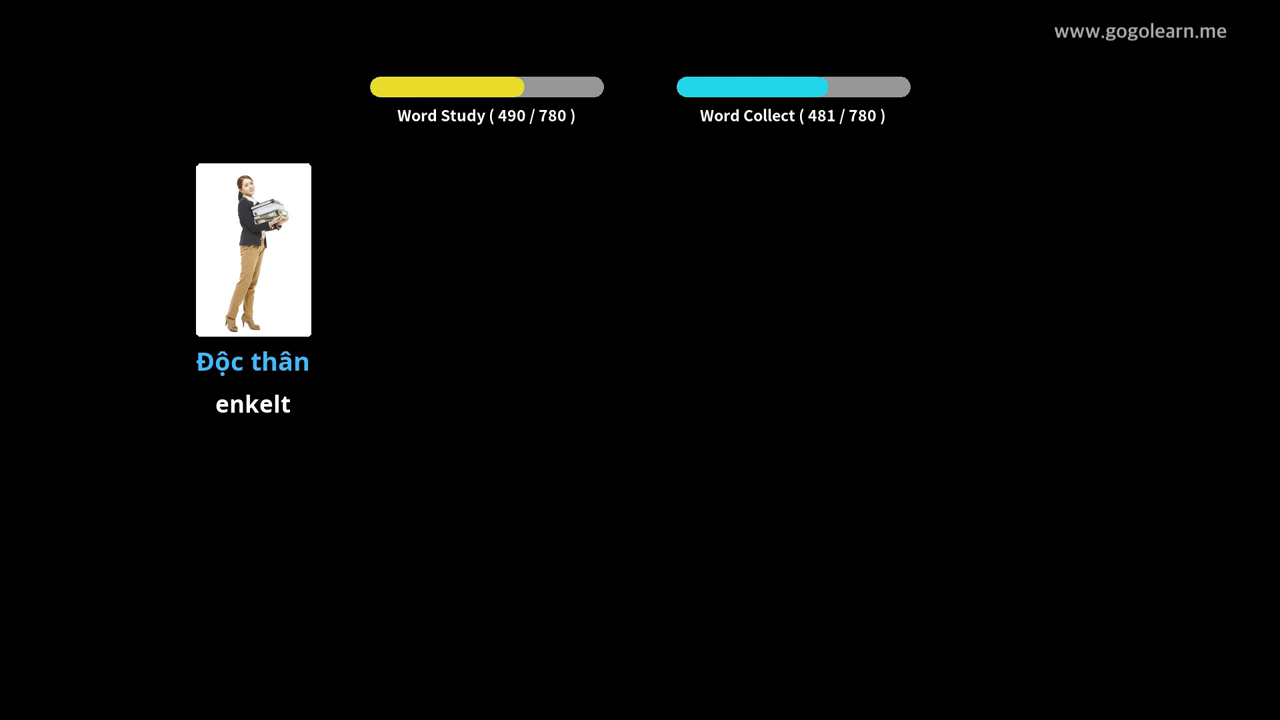 www.gogolearn.me
Word Study ( 490 / 780 )
Word Collect ( 481 / 780 )
Độc thân
enkelt